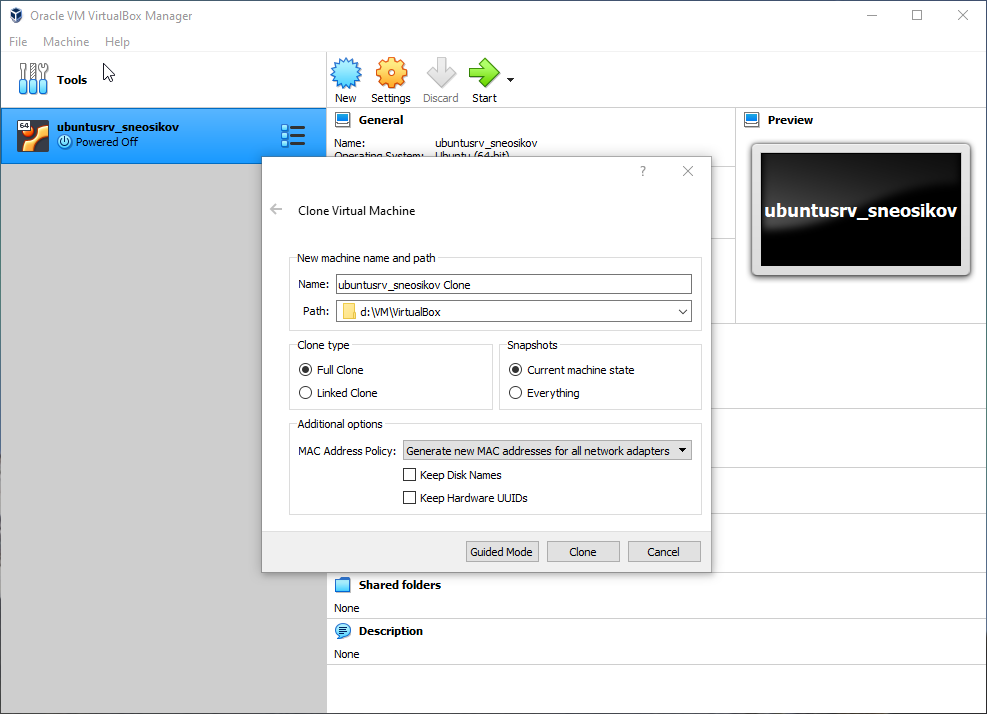 Oracle VM VirtualBox Manager
File Machine Help
Tools
New Settings Discard Start
64
ubuntusrv_sneosikov
Powered Off
General
Name: ubuntusrv_sneosikov
Operating System: Ubuntu (64-bit)
Preview
ubuntusrv_sneosikov
?
Clone Virtual Machine
New machine name and path
Name: ubuntusrv_sneosikov Clone
Path: d:\VM\VirtualBox
Clone type
Full Clone
Linked Clone
Snapshots
Current machine state
Everything
Additional options
MAC Address Policy: Generate new MAC addresses for all network adapters
Keep Disk Names
Keep Hardware UUIDs
Guided Mode Clone Cancel
Shared folders
None
Description
None